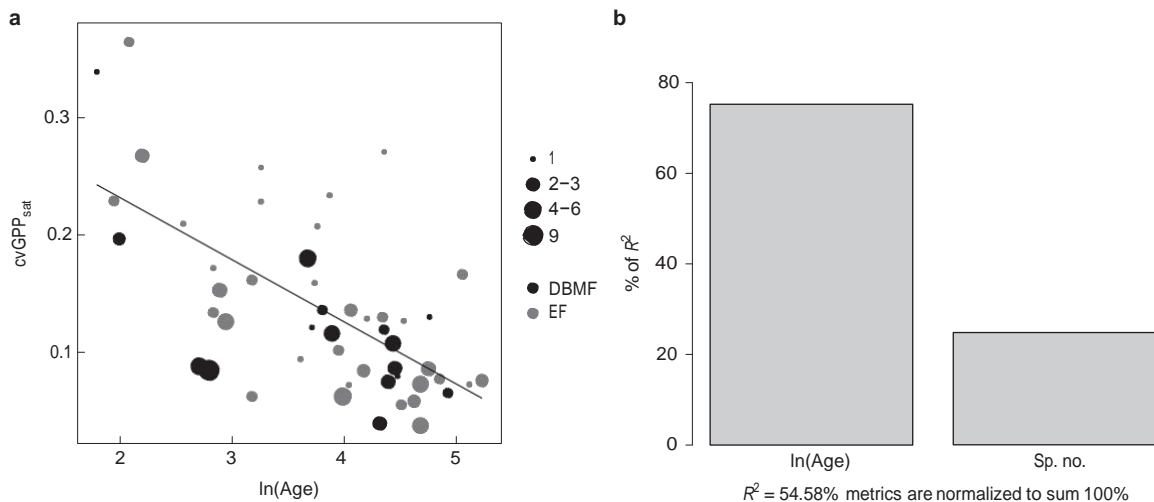 a
0.3
0.2
0.1
cvGPPsat
2 3 4 5
ln(Age)
1
2−3
4−6
9
DBMF
EF
b
80
60
40
20
0
% of R²
ln(Age) Sp. no.
R² = 54.58% metrics are normalized to sum 100%